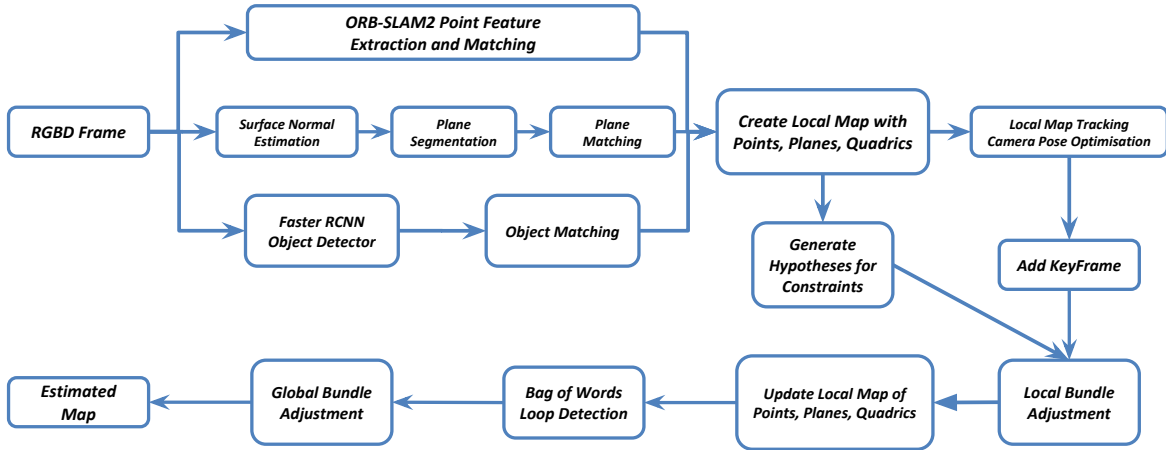 ORB-SLAM2 Point Feature
Extraction and Matching
RGBD Frame
Surface Normal
Estimation
Plane
Segmentation
Plane
Matching
Create Local Map with
Points, Planes, Quadrics
Local Map Tracking
Camera Pose Optimisation
Faster RCNN
Object Detector
Object Matching
Generate
Hypotheses for
Constraints
Add KeyFrame
Estimated
Map
Global Bundle
Adjustment
Bag of Words
Loop Detection
Update Local Map of
Points, Planes, Quadrics
Local Bundle
Adjustment